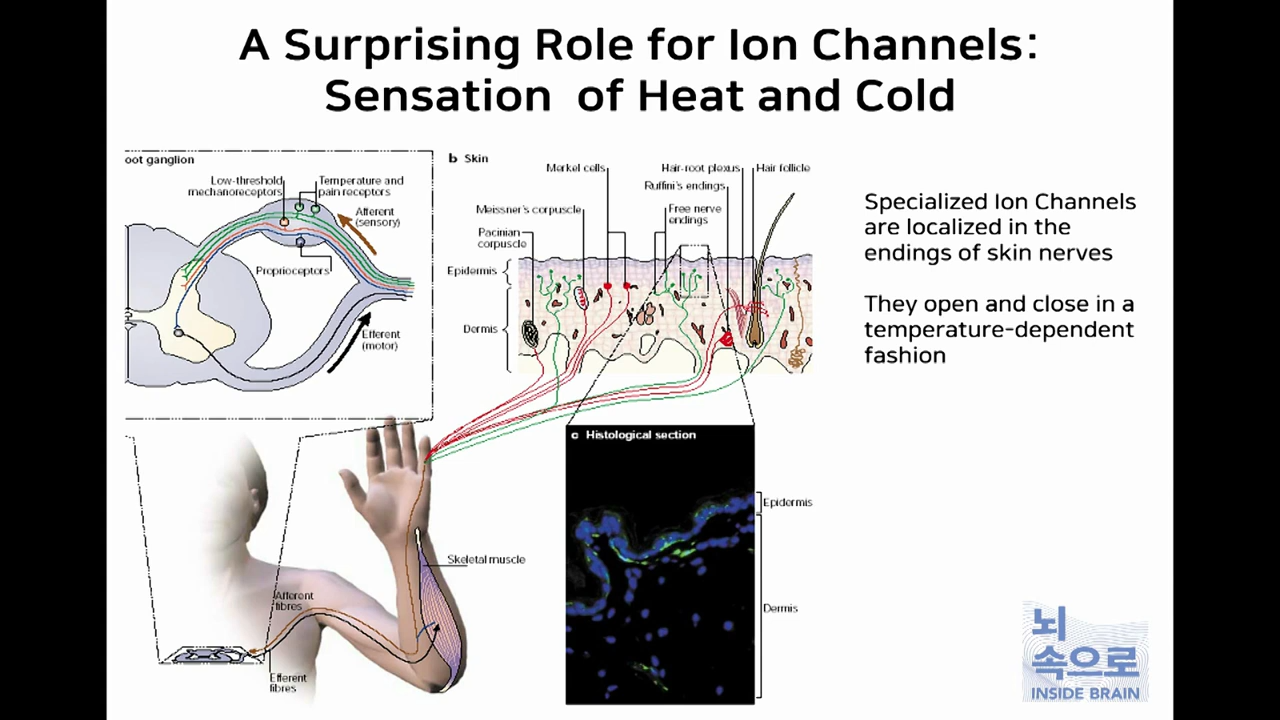 A Surprising Role for Ion Channels:
Sensation of Heat and Cold
oot ganglion
Low-threshold
mechanoreceptors
Temperature and
pain receptors
Afferent
(sensory)
Proprioceptors
Efferent
(motor)
b Skin
Merkel cells
Hair-root plexus
Hair follicle
Ruffini's endings
Meissner's corpuscle
Free nerve
endings
Pacinian
corpuscle
Epidermis
Dermis
Specialized Ion Channels
are localized in the
endings of skin nerves
They open and close in a
temperature-dependent
fashion
c Histological section
Epidermis
Dermis
Skeletal muscle
Afferent
fibres
Efferent
fibres
뇌
속으로
INSIDE BRAIN